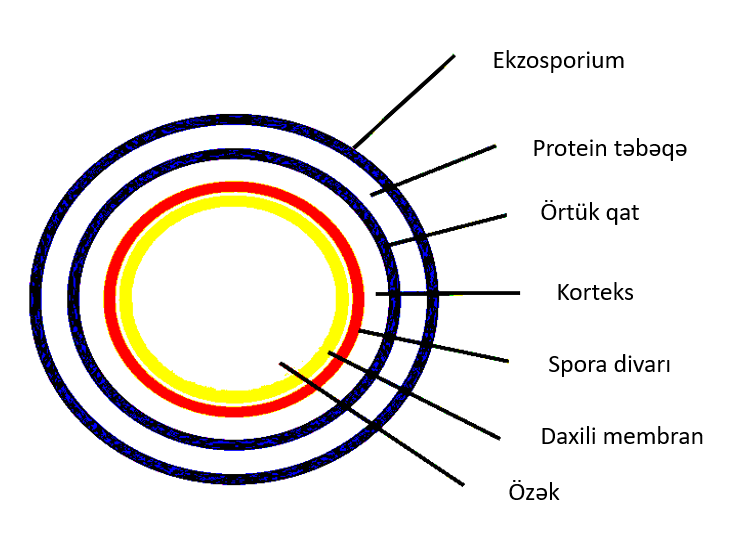 Ekzosporium
Protein təbəqə
Örtük qat
Korteks
Spora divarı
Daxili membran
Özək